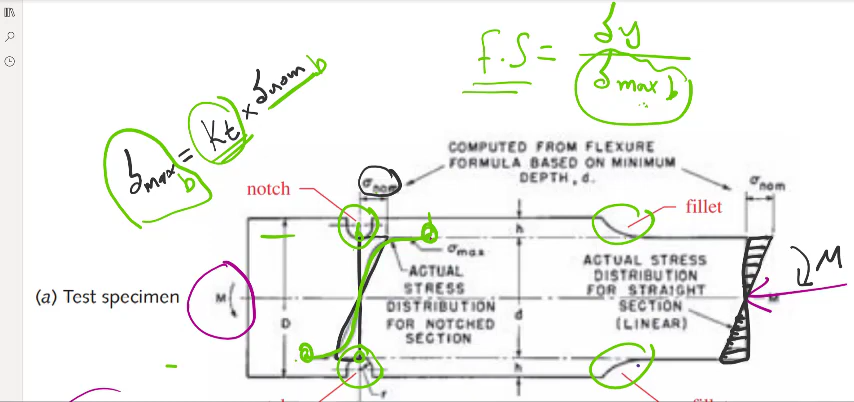 F.S = σy
σmax b
σmax b = Kt × σnom b
COMPUTED FROM FLEXURE
FORMULA BASED ON MINIMUM
DEPTH, d.
σnom
σnom
notch
fillet
h
σmax
ACTUAL
STRESS
DISTRIBUTION
FOR NOTCHED
SECTION
ACTUAL STRESS
DISTRIBUTION
FOR STRAIGHT
SECTION
(LINEAR)
M
(a) Test specimen
M
D
d
M
h
r